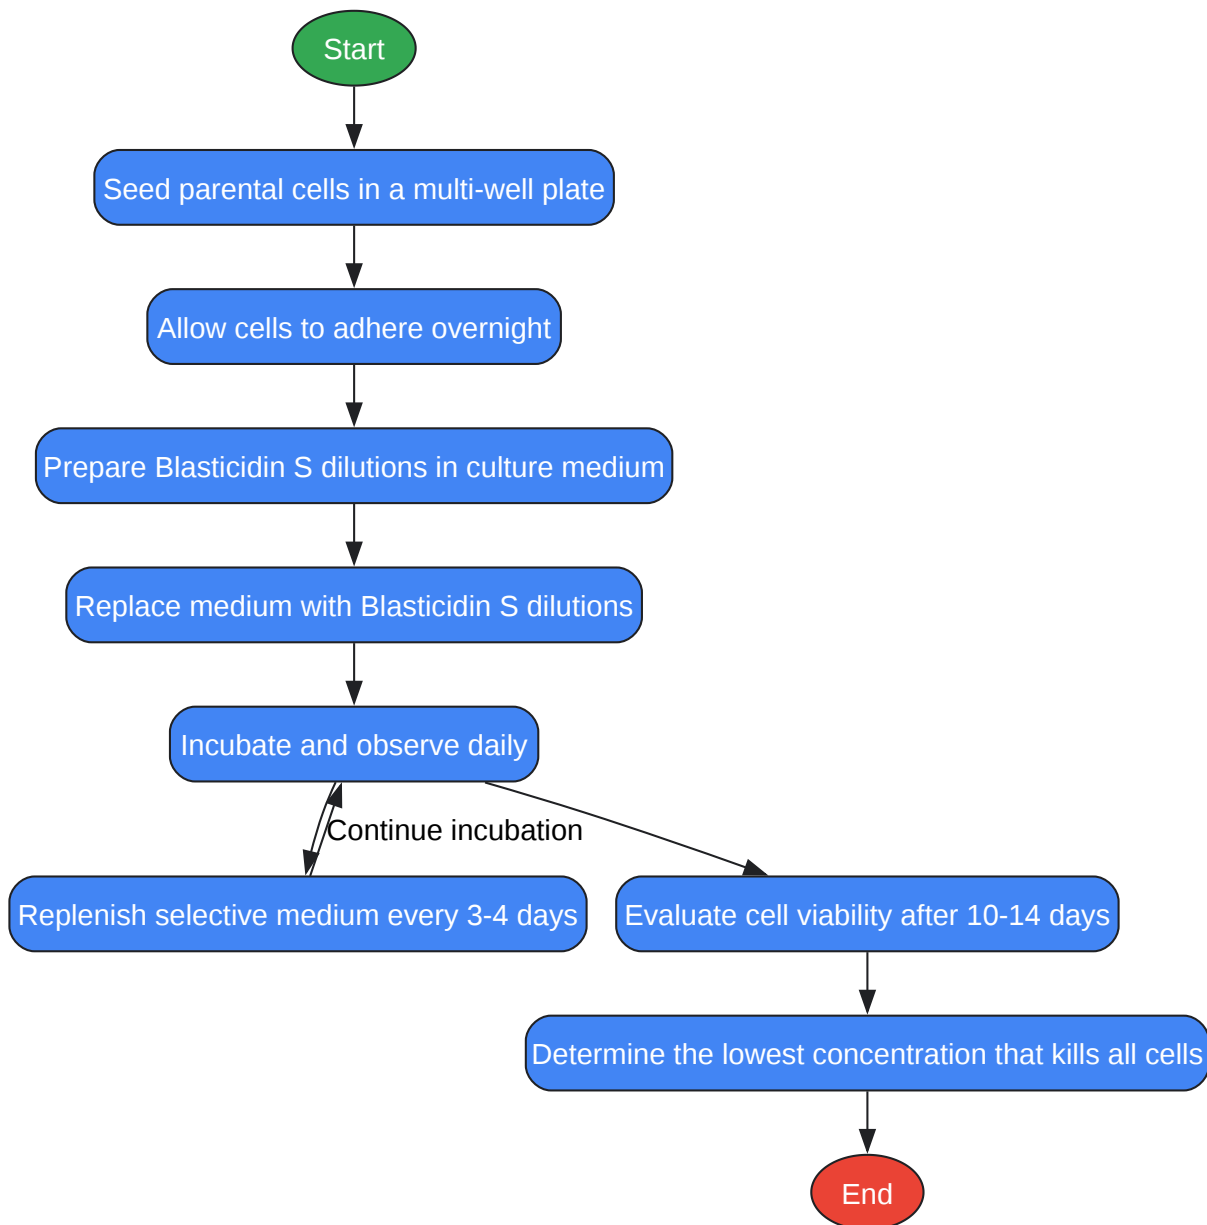 Start
Seed parental cells in a multi-well plate
Allow cells to adhere overnight
Prepare Blasticidin S dilutions in culture medium
Replace medium with Blasticidin S dilutions
Incubate and observe daily
Continue incubation
Replenish selective medium every 3-4 days
Evaluate cell viability after 10-14 days
Determine the lowest concentration that kills all cells
End